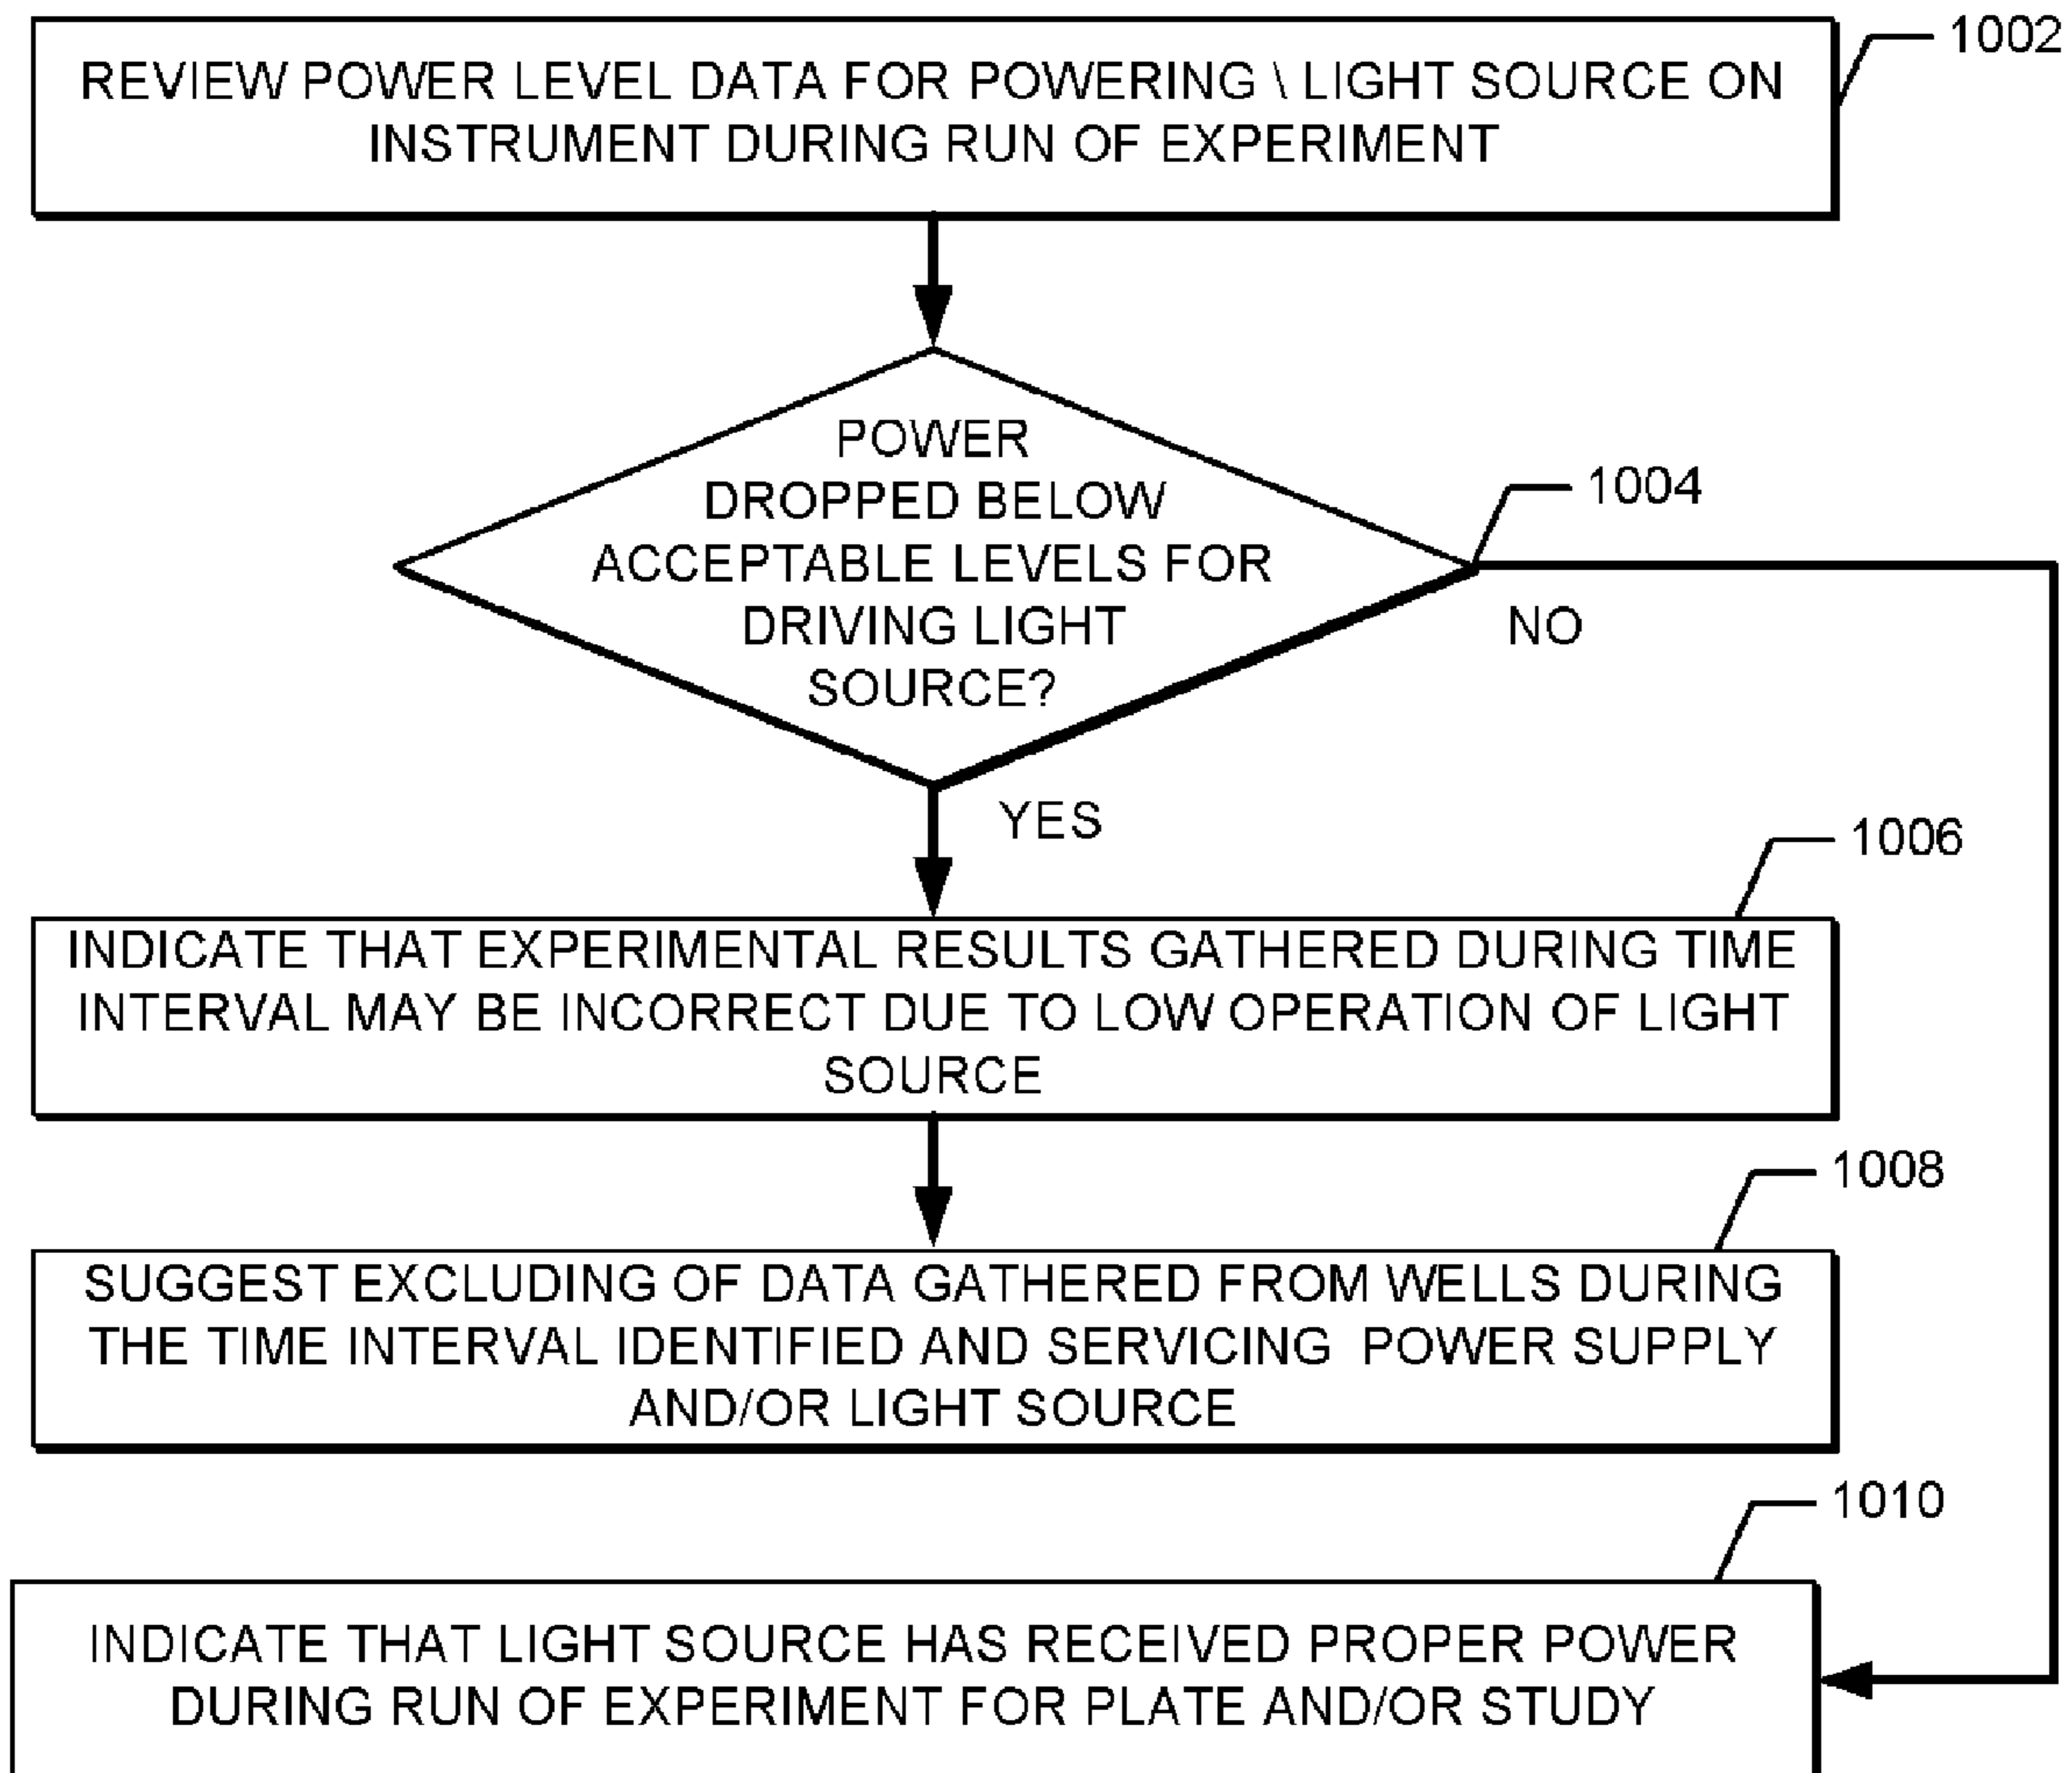 1002
REVIEW POWER LEVEL DATA FOR POWERING \ LIGHT SOURCE ON
INSTRUMENT DURING RUN OF EXPERIMENT
POWER
DROPPED BELOW
ACCEPTABLE LEVELS FOR
DRIVING LIGHT
SOURCE?
1004
NO
YES
1006
INDICATE THAT EXPERIMENTAL RESULTS GATHERED DURING TIME
INTERVAL MAY BE INCORRECT DUE TO LOW OPERATION OF LIGHT
SOURCE
1008
SUGGEST EXCLUDING OF DATA GATHERED FROM WELLS DURING
THE TIME INTERVAL IDENTIFIED AND SERVICING POWER SUPPLY
AND/OR LIGHT SOURCE
1010
INDICATE THAT LIGHT SOURCE HAS RECEIVED PROPER POWER
DURING RUN OF EXPERIMENT FOR PLATE AND/OR STUDY